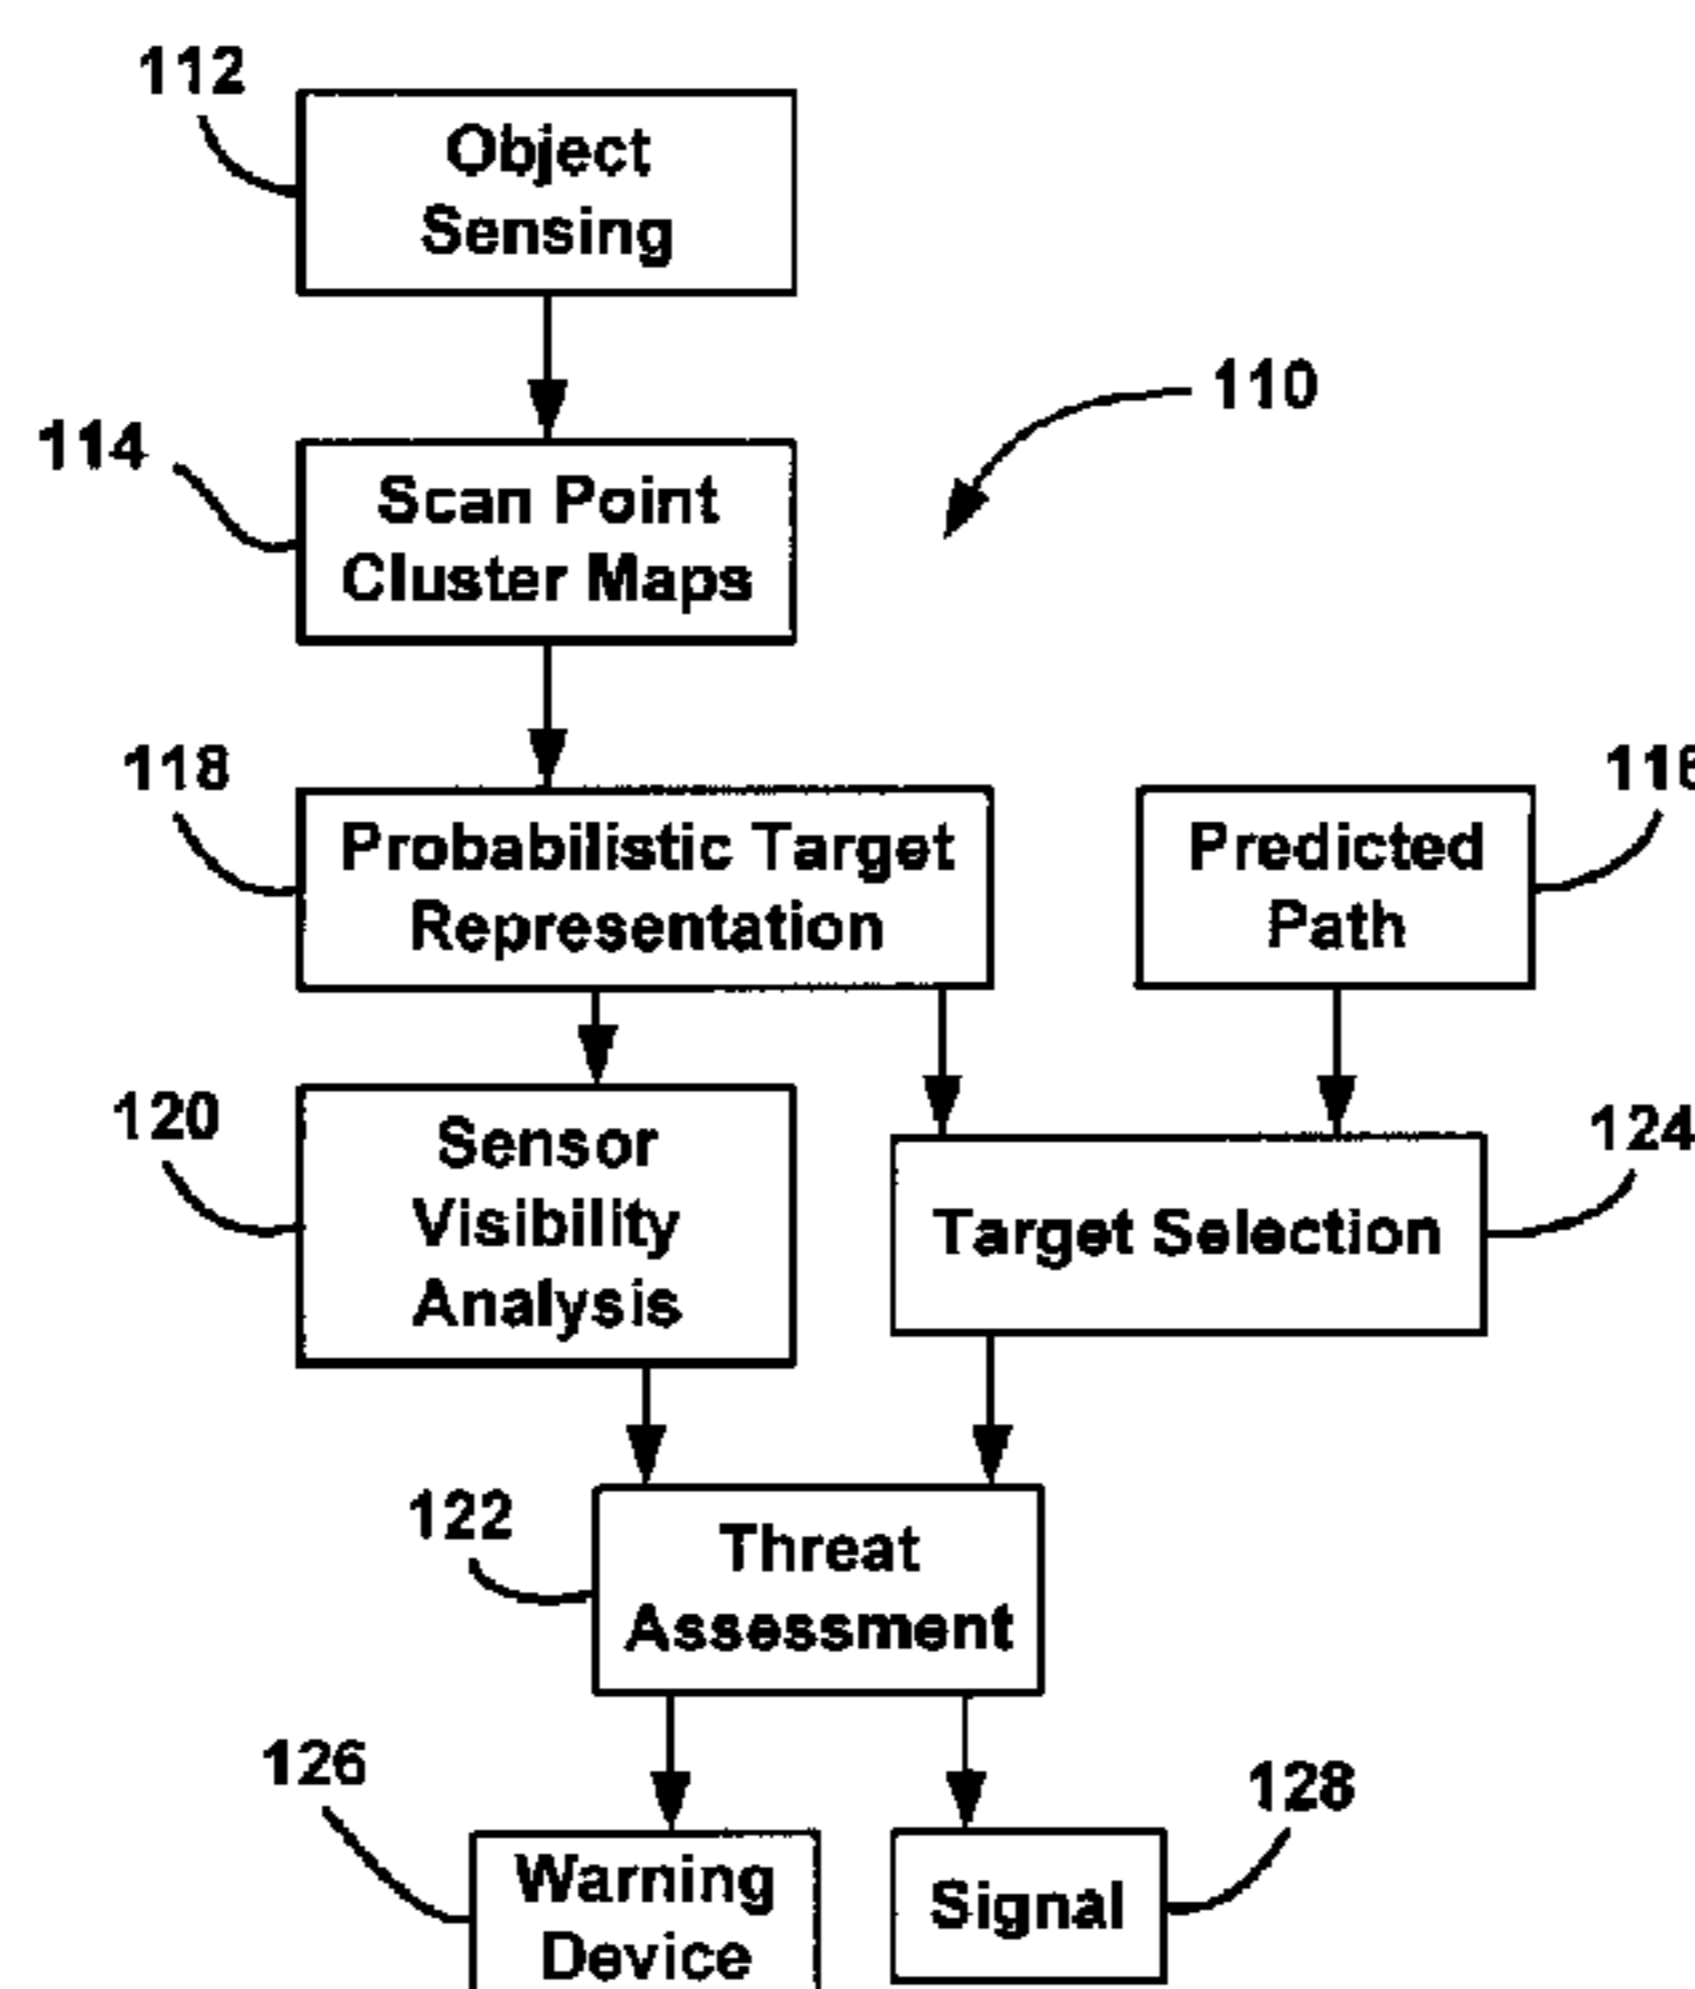 112
Object
Sensing
110
114
Scan Point
Cluster Maps
118
Probabilistic Target
Representation
Predicted
Path
120
Sensor
Visibility
Analysis
124
Target Selection
122
Threat
Assessment
126
Warning
Device
128
Signal